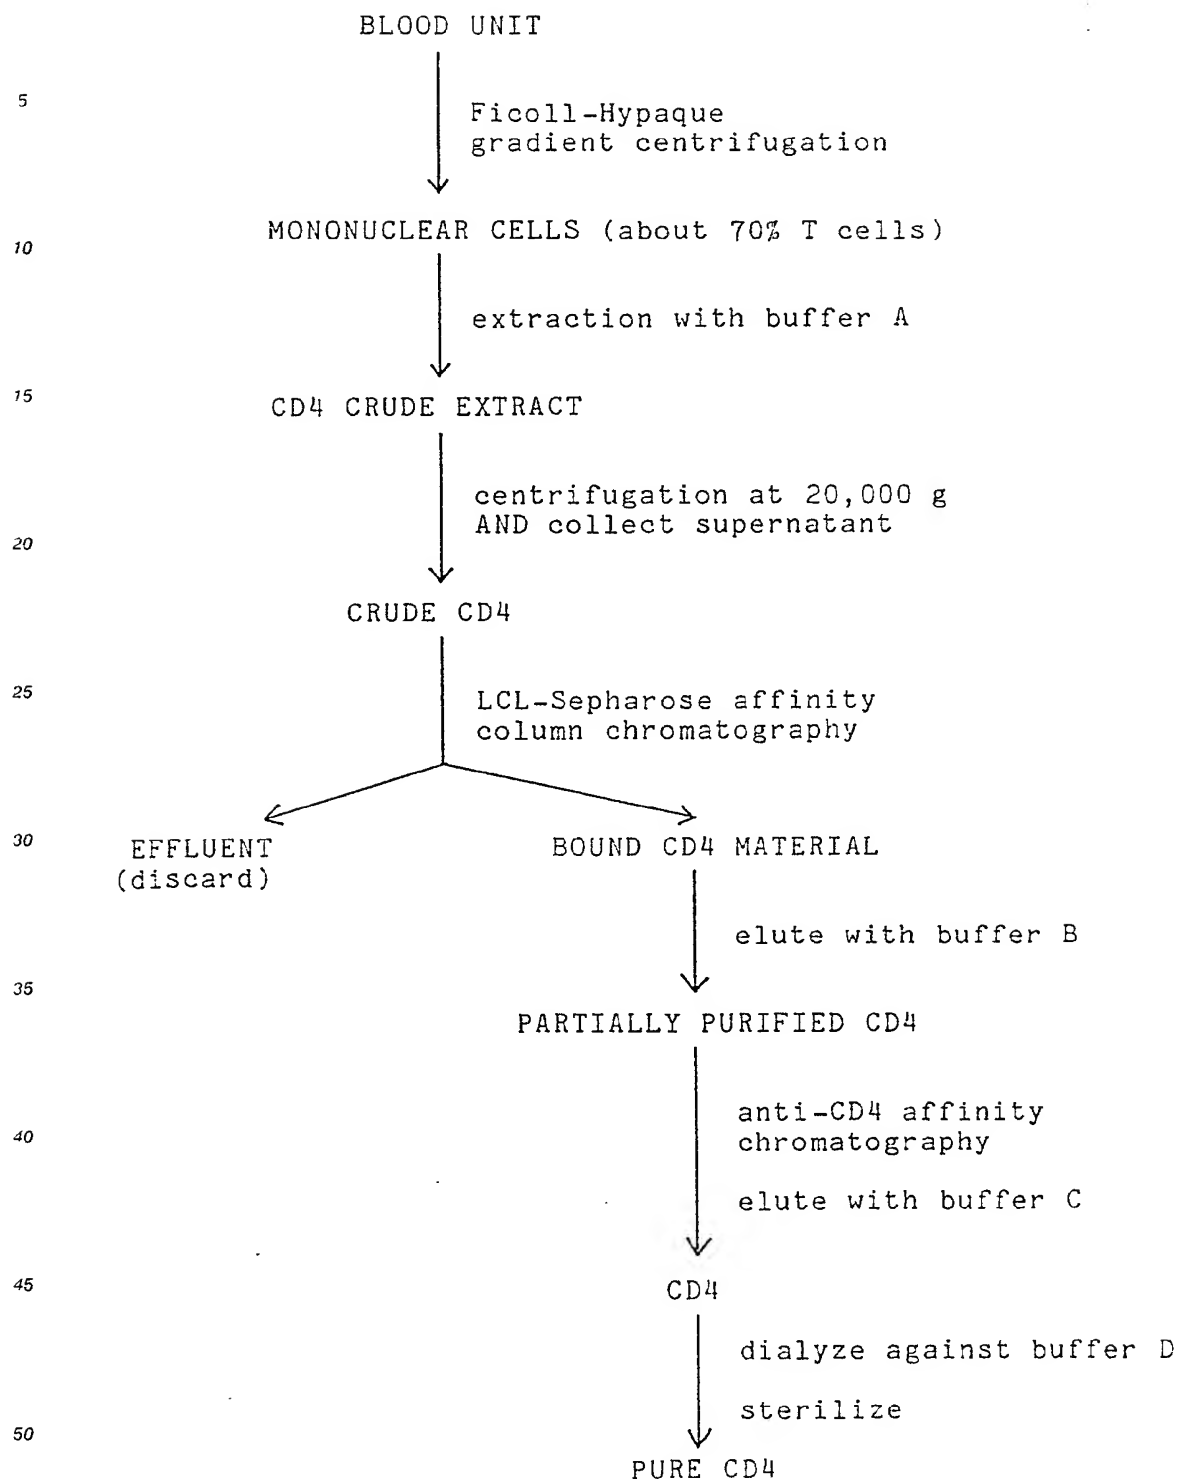 BLOOD UNIT
5
Ficoll-Hypaque
gradient centrifugation
MONONUCLEAR CELLS (about 70% T cells)
10
extraction with buffer A
15
CD4 CRUDE EXTRACT
centrifugation at 20,000 g
AND collect supernatant
20
CRUDE CD4
25
LCL-Sepharose affinity
column chromatography
30
EFFLUENT
(discard)
BOUND CD4 MATERIAL
elute with buffer B
35
PARTIALLY PURIFIED CD4
anti-CD4 affinity
chromatography
40
elute with buffer C
45
CD4
dialyze against buffer D
sterilize
50
PURE CD4